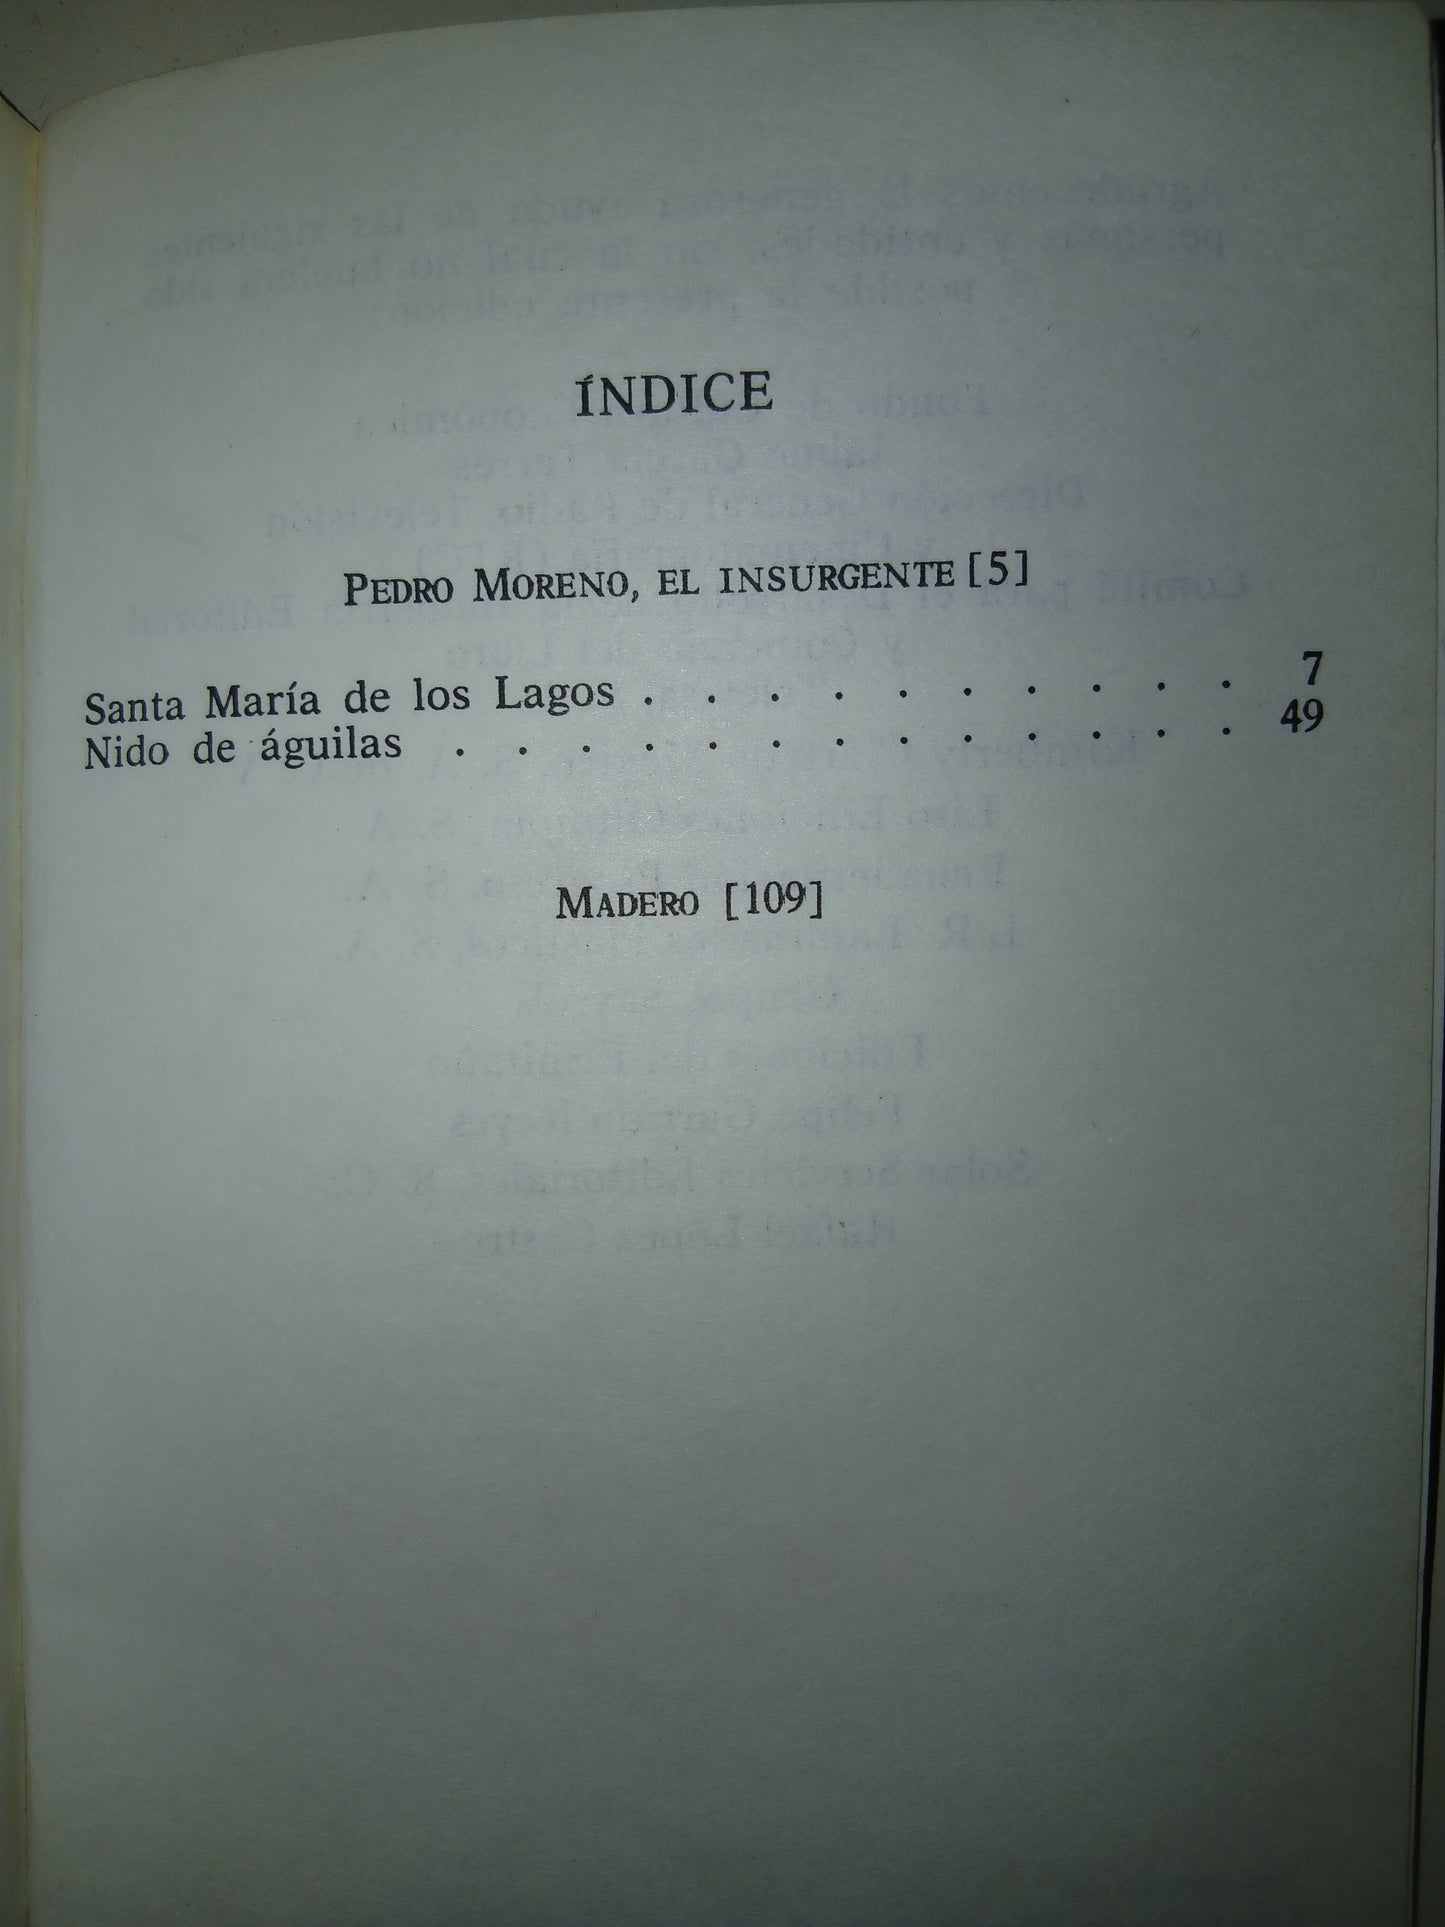 ÍNDICE
PEDRO MORENO, EL INSURGENTE [5]
Santa María de los Lagos . . . . . . . . . . 7
Nido de águilas . . . . . . . . . . . . . 49
MADERO [109]